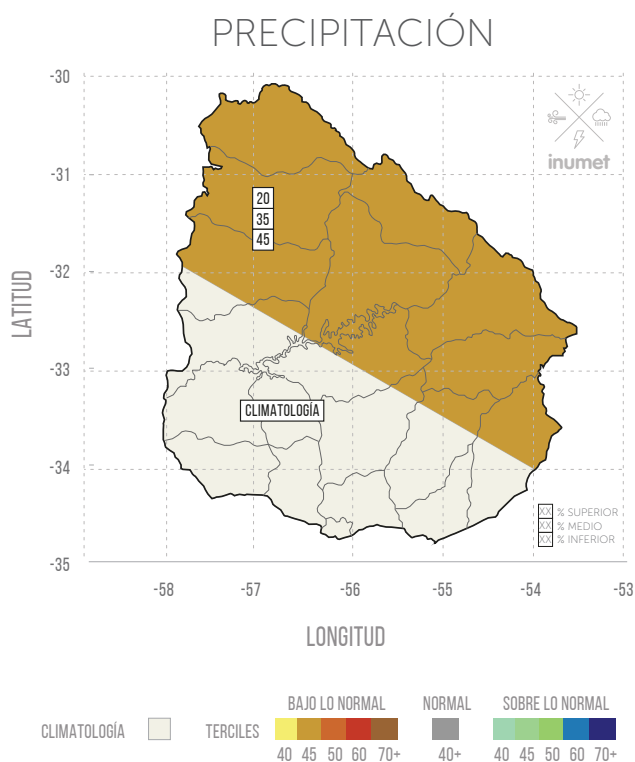 PRECIPITACIÓN
-30
-31
-32
-33
-34
-35
LATITUD
inumet
20
35
45
CLIMATOLOGÍA
XX % SUPERIOR
XX % MEDIO
XX % INFERIOR
-58 -57 -56 -55 -54 -53
LONGITUD
BAJO LO NORMAL NORMAL SOBRE LO NORMAL
CLIMATOLOGÍA TERCILES
40 45 50 60 70+ 40+ 40 45 50 60 70+